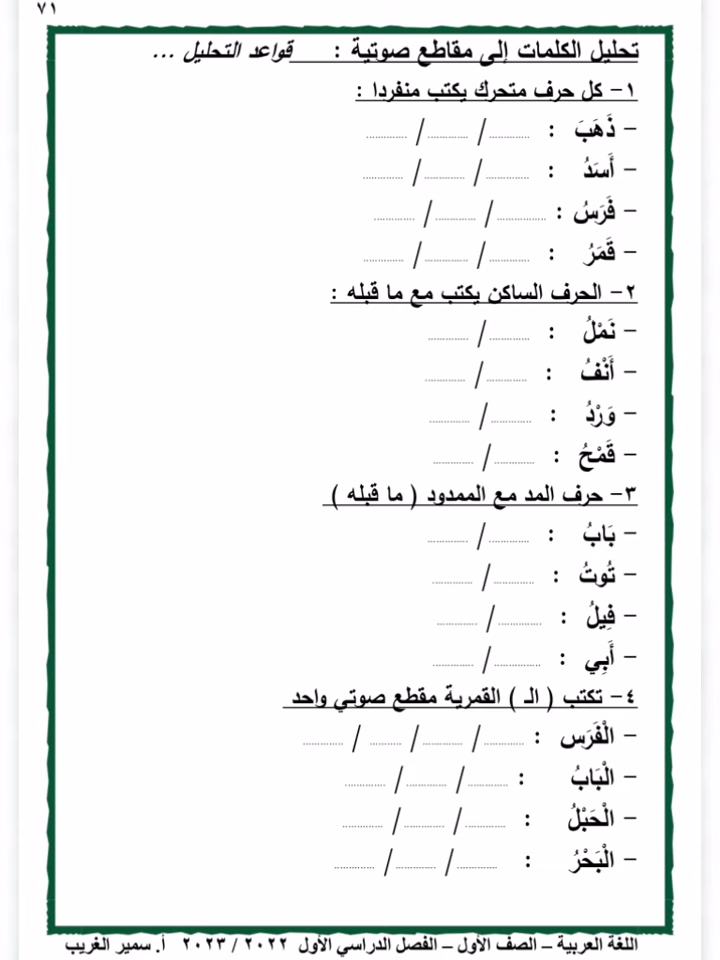 ٧١
تحليل الكلمات إلى مقاطع صوتية : قواعد التحليل ...
١- كل حرف متحرك يكتب منفردا :
- ذَهَبَ : ........... / ........... / ...........
- أَسَدُ : ........... / ........... / ...........
- فَرَسُ : ............. / ........... / ...........
- قَمَرُ : ........... / ........... / ...........
٢- الحرف الساكن يكتب مع ما قبله :
- نَمْلُ : ........... / ...........
- أَنْفُ : ........... / ...........
- وَرْدُ : ........... / ...........
- قَمْحُ : ........... / ...........
٣- حرف المد مع الممدود ( ما قبله )
- بَابُ : ........... / ...........
- تُوتُ : ........... / ...........
- فِيلُ : ............ / ...........
- أَبِي : ............. / ...........
٤- تكتب ( الـ ) القمرية مقطع صوتي واحد
- الْفَرَس : ........... / ........... / ......... / ...........
- الْبَابُ : ........... / ........... / ...........
- الْحَبْلُ : ........... / ........... / ...........
- الْبَحْرُ : ........... / ........... / ...........
اللغة العربية – الصف الأول – الفصل الدراسي الأول ٢٠٢٢ / ٢٠٢٣ أ. سمير الغريب